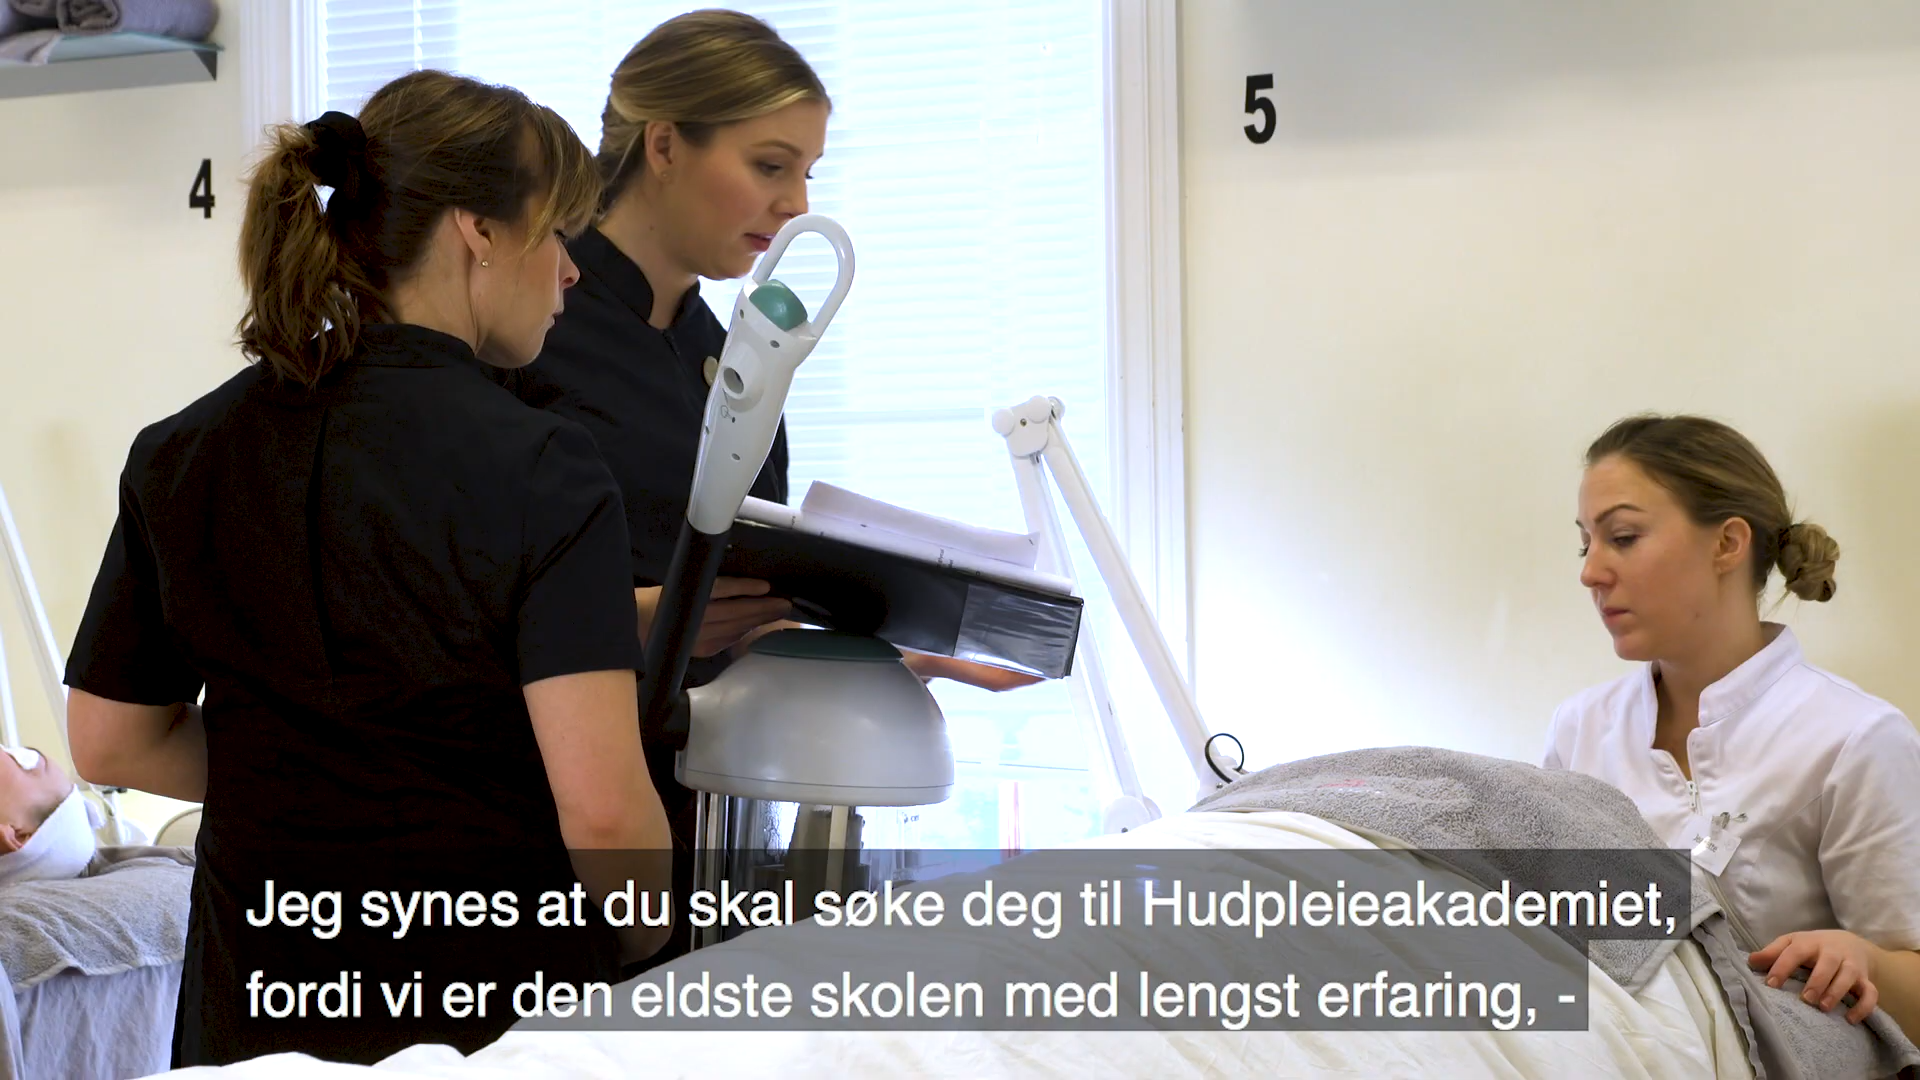 4
5
Jeg synes at du skal søke deg til Hudpleieakademiet,
fordi vi er den eldste skolen med lengst erfaring, -